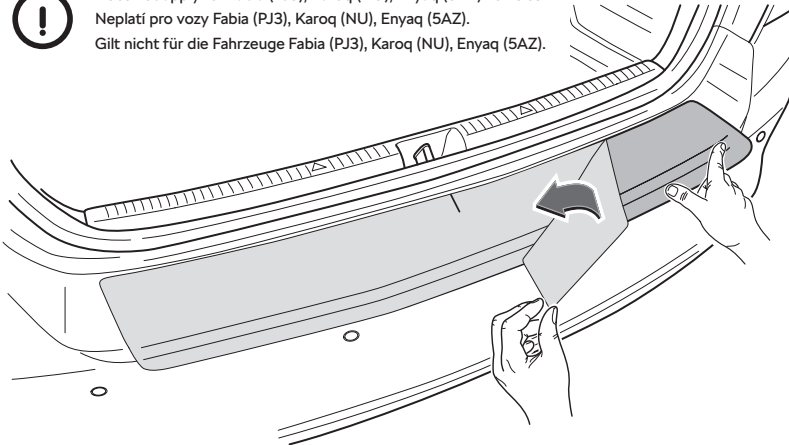 Neplatí pro vozy Fabia (PJ3), Karoq (NU), Enyaq (5AZ).
Gilt nicht für die Fahrzeuge Fabia (PJ3), Karoq (NU), Enyaq (5AZ).